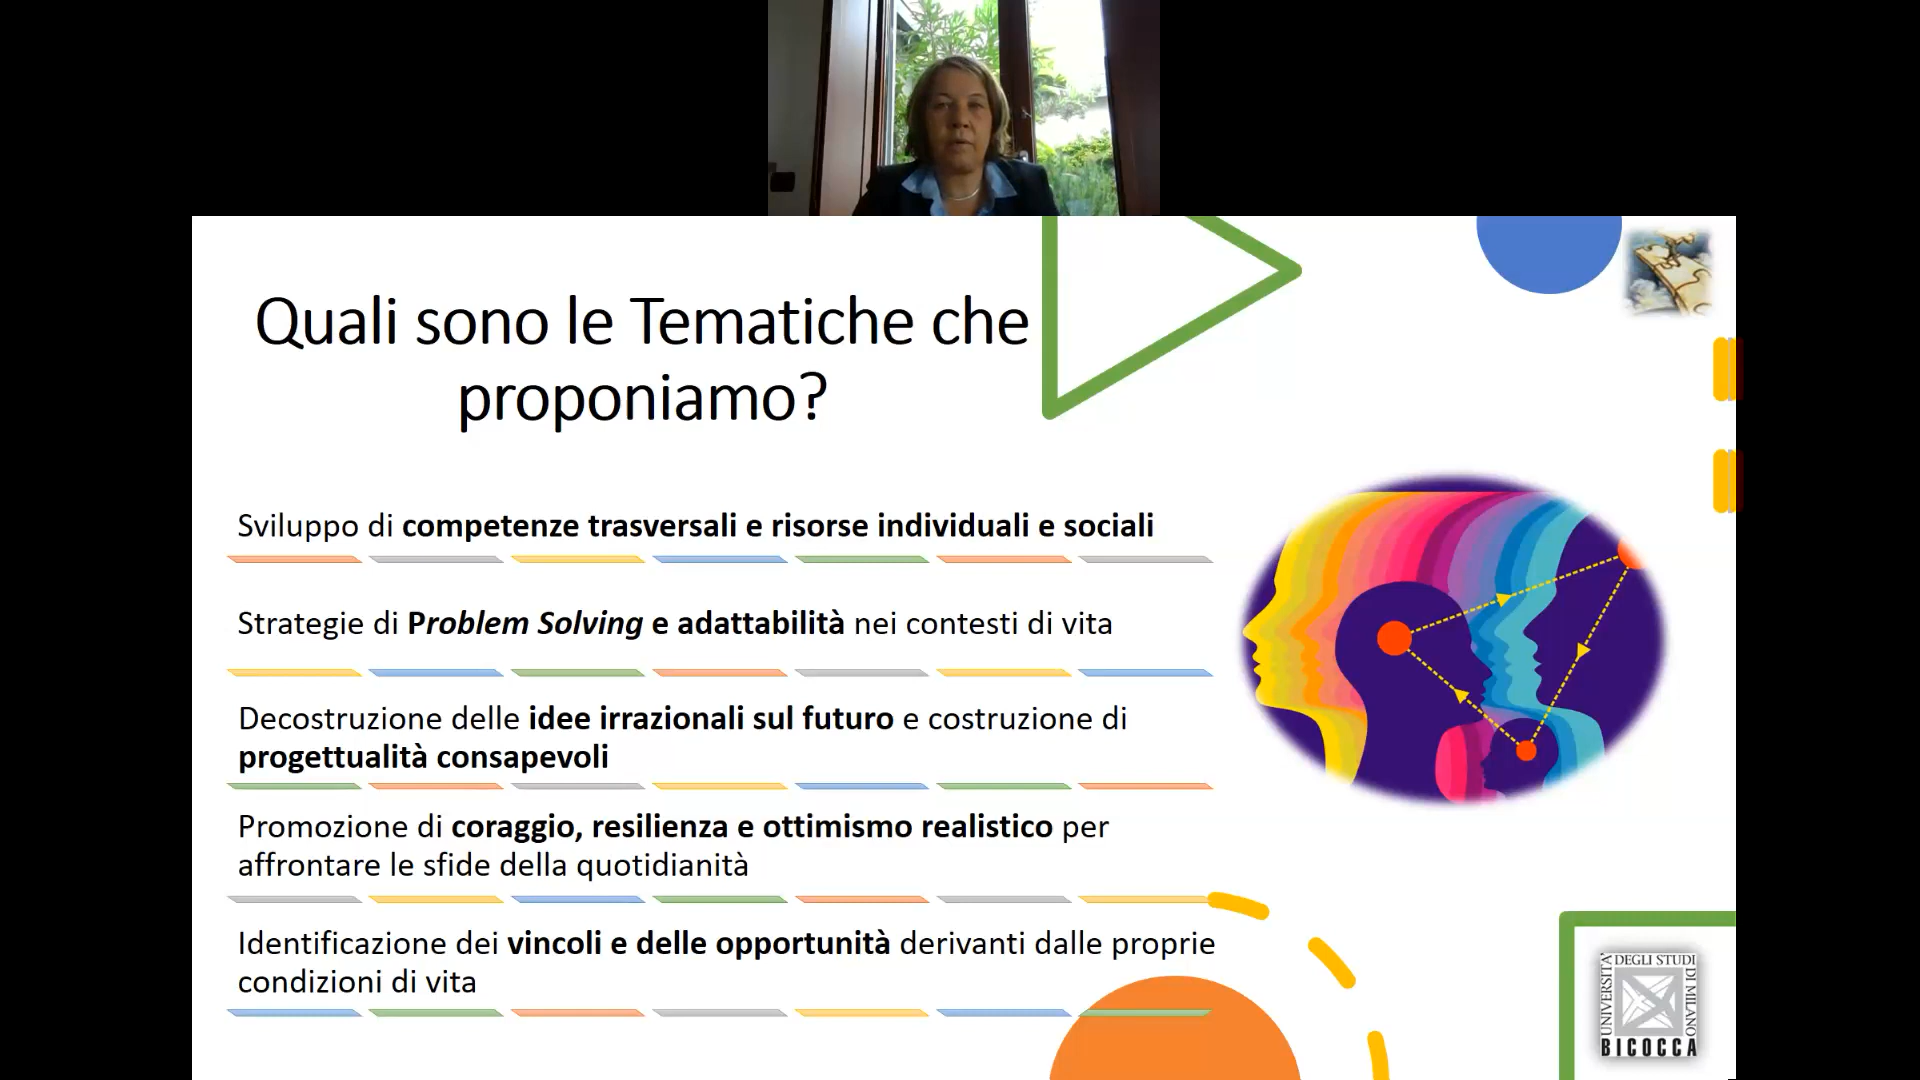 Quali sono le Tematiche che
proponiamo?
Sviluppo di competenze trasversali e risorse individuali e sociali
Strategie di Problem Solving e adattabilità nei contesti di vita
Decostruzione delle idee irrazionali sul futuro e costruzione di
progettualità consapevoli
Promozione di coraggio, resilienza e ottimismo realistico per
affrontare le sfide della quotidianità
Identificazione dei vincoli e delle opportunità derivanti dalle proprie
condizioni di vita
UNIVERSITA'
DEGLI STUDI
DI MILANO
BICOCCA